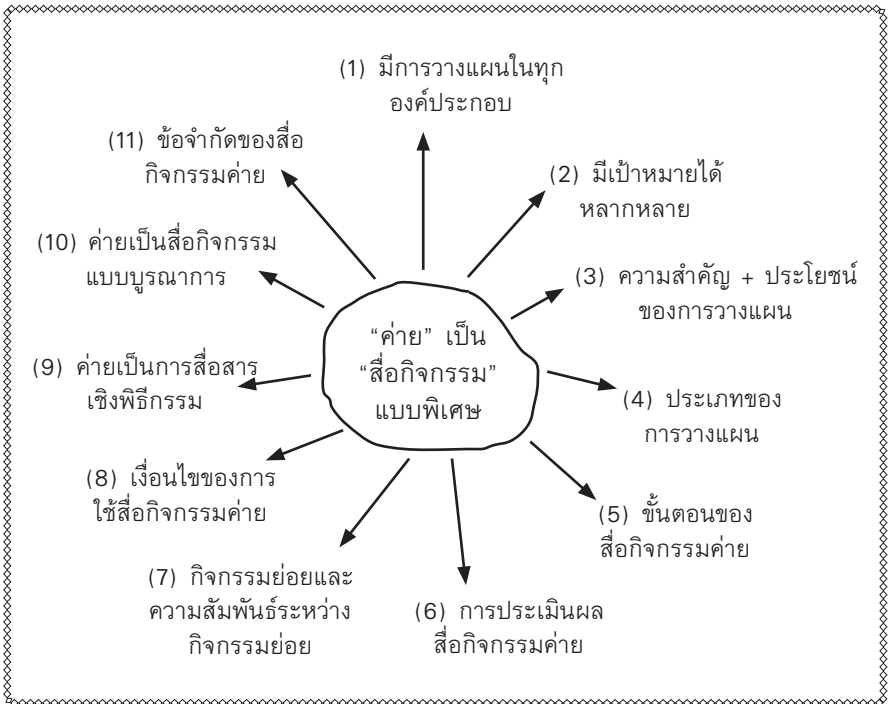 (1) มีการวางแผนในทุก
องค์ประกอบ
(2) มีเป้าหมายได้
หลากหลาย
(3) ความสำคัญ + ประโยชน์
ของการวางแผน
(4) ประเภทของ
การวางแผน
(5) ขั้นตอนของ
สื่อกิจกรรมค่าย
(6) การประเมินผล
สื่อกิจกรรมค่าย
(7) กิจกรรมย่อยและ
ความสัมพันธ์ระหว่าง
กิจกรรมย่อย
(8) เงื่อนไขของการ
ใช้สื่อกิจกรรมค่าย
(9) ค่ายเป็นการสื่อสาร
เชิงพิธีกรรม
(10) ค่ายเป็นสื่อกิจกรรม
แบบบูรณาการ
(11) ข้อจำกัดของสื่อ
กิจกรรมค่าย
“ค่าย” เป็น
“สื่อกิจกรรม”
แบบพิเศษ